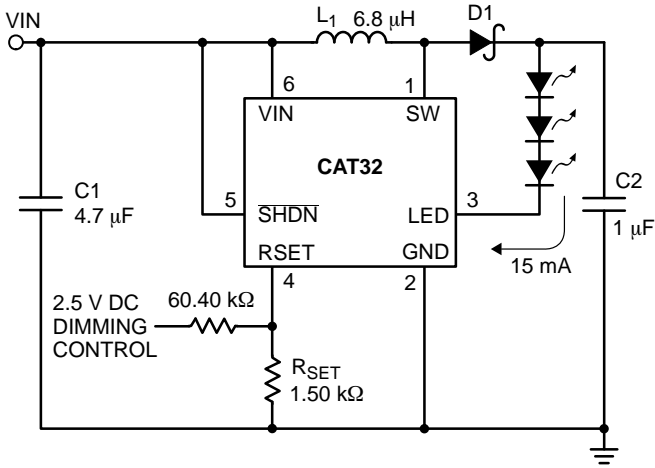 VIN
L1 6.8 μH
D1
6
1
VIN
SW
CAT32
C1
4.7 μF
5
SHDN
LED
3
C2
1 μF
RSET
GND
15 mA
4
2
2.5 V DC
DIMMING
CONTROL
60.40 kΩ
RSET
1.50 kΩ